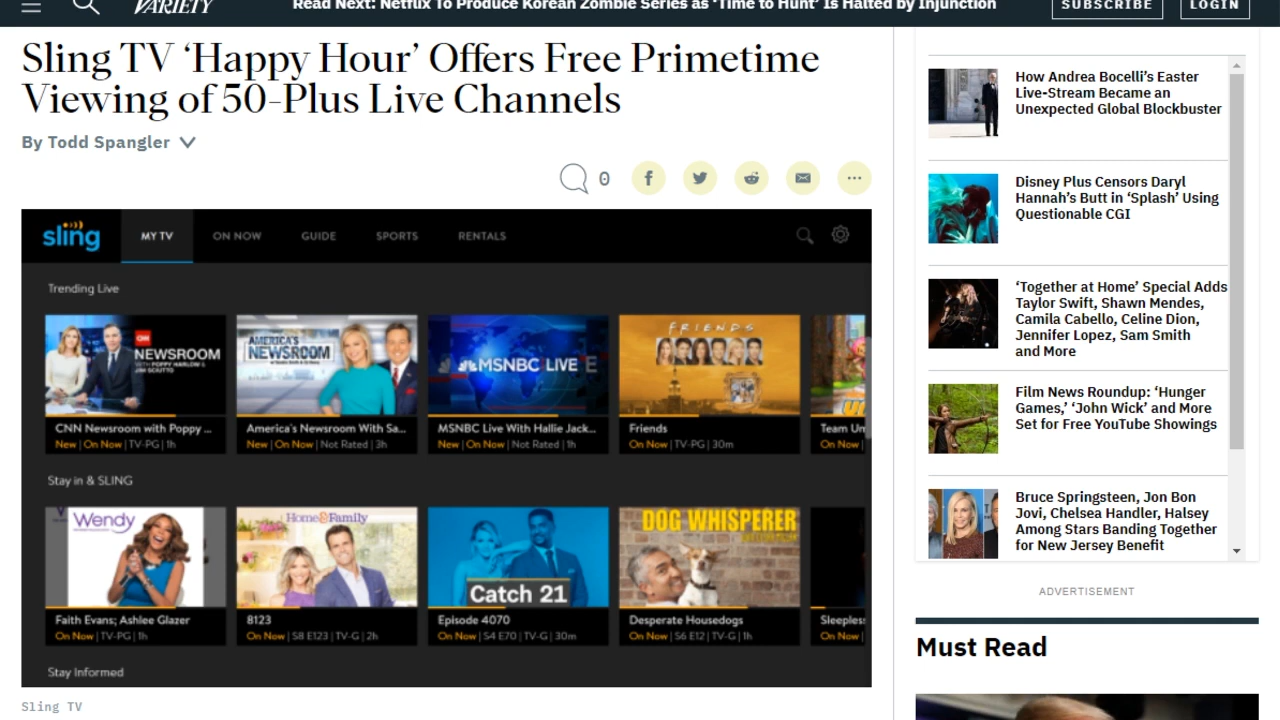 VARIETY
Read Next: Netflix To Produce Korean Zombie Series as 'Time to Hunt' Is Halted by Injunction
SUBSCRIBE
LOGIN
Sling TV ‘Happy Hour’ Offers Free Primetime
Viewing of 50-Plus Live Channels
By Todd Spangler
0
sling
MY TV
ON NOW
GUIDE
SPORTS
RENTALS
Trending Live
CNN
NEWSROOM
WITH POPPY HARLOW &
JIM SCIUTTO
AMERICA'S
NEWSROOM
MSNBC LIVE
FRIENDS
CNN Newsroom with Poppy ...
New | On Now | TV-PG | 1h
America's Newsroom With Sa...
New | On Now | Not Rated | 3h
MSNBC Live With Hallie Jack...
New | On Now | Not Rated | 1h
Friends
On Now | TV-PG | 30m
Team Um
On Now |
Stay in & SLING
Wendy
Home & Family
Catch 21
DOG WHISPERER
Faith Evans; Ashlee Glazer
On Now | TV-PG | 1h
8123
On Now | S8 E123 | TV-G | 2h
Episode 4070
On Now | S4 E70 | TV-G | 30m
Desperate Housedogs
On Now | S6 E12 | TV-G | 1h
Sleepless
On Now |
Stay Informed
Sling TV
How Andrea Bocelli’s Easter
Live-Stream Became an
Unexpected Global Blockbuster
Disney Plus Censors Daryl
Hannah’s Butt in ‘Splash’ Using
Questionable CGI
‘Together at Home’ Special Adds
Taylor Swift, Shawn Mendes,
Camila Cabello, Celine Dion,
Jennifer Lopez, Sam Smith
and More
Film News Roundup: ‘Hunger
Games,’ ‘John Wick’ and More
Set for Free YouTube Showings
Bruce Springsteen, Jon Bon
Jovi, Chelsea Handler, Halsey
Among Stars Banding Together
for New Jersey Benefit
ADVERTISEMENT
Must Read